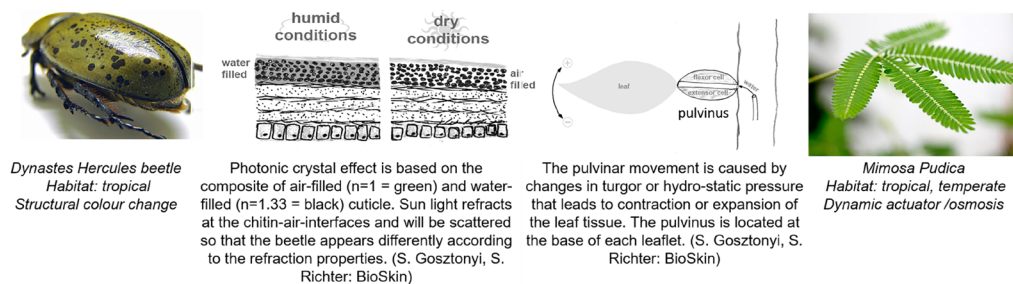 humid
conditions
dry
conditions
water
filled
air
filled
+
leaf
flexor cell
extensor cell
water
pulvinus
−
Dynastes Hercules beetle
Habitat: tropical
Structural colour change
Photonic crystal effect is based on the
composite of air-filled (n=1 = green) and water-
filled (n=1.33 = black) cuticle. Sun light refracts
at the chitin-air-interfaces and will be scattered
so that the beetle appears differently according
to the refraction properties. (S. Gosztonyi, S.
Richter: BioSkin)
The pulvinar movement is caused by
changes in turgor or hydro-static pressure
that leads to contraction or expansion of
the leaf tissue. The pulvinus is located at
the base of each leaflet. (S. Gosztonyi, S.
Richter: BioSkin)
Mimosa Pudica
Habitat: tropical, temperate
Dynamic actuator /osmosis